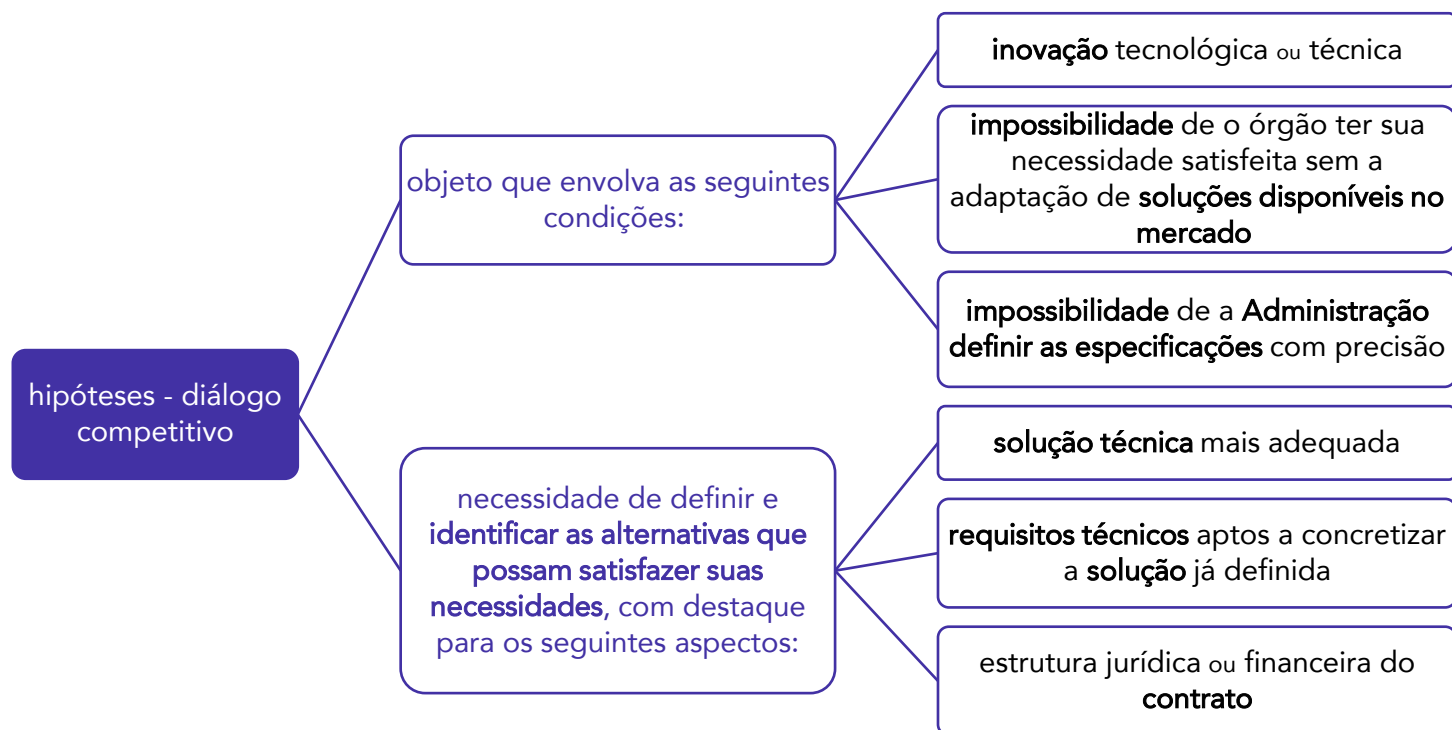 hipóteses - diálogo
competitivo
objeto que envolva as seguintes
condições:
inovação tecnológica ou técnica
impossibilidade de o órgão ter sua
necessidade satisfeita sem a
adaptação de soluções disponíveis no
mercado
impossibilidade de a Administração
definir as especificações com precisão
necessidade de definir e
identificar as alternativas que
possam satisfazer suas
necessidades, com destaque
para os seguintes aspectos:
solução técnica mais adequada
requisitos técnicos aptos a concretizar
a solução já definida
estrutura jurídica ou financeira do
contrato